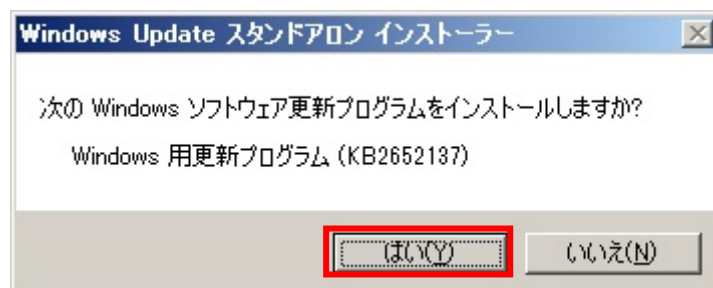 Windows Update スタンドアロン インストーラー
次の Windows ソフトウェア更新プログラムをインストールしますか?
Windows 用更新プログラム (KB2652137)
はい(Y) いいえ(N)